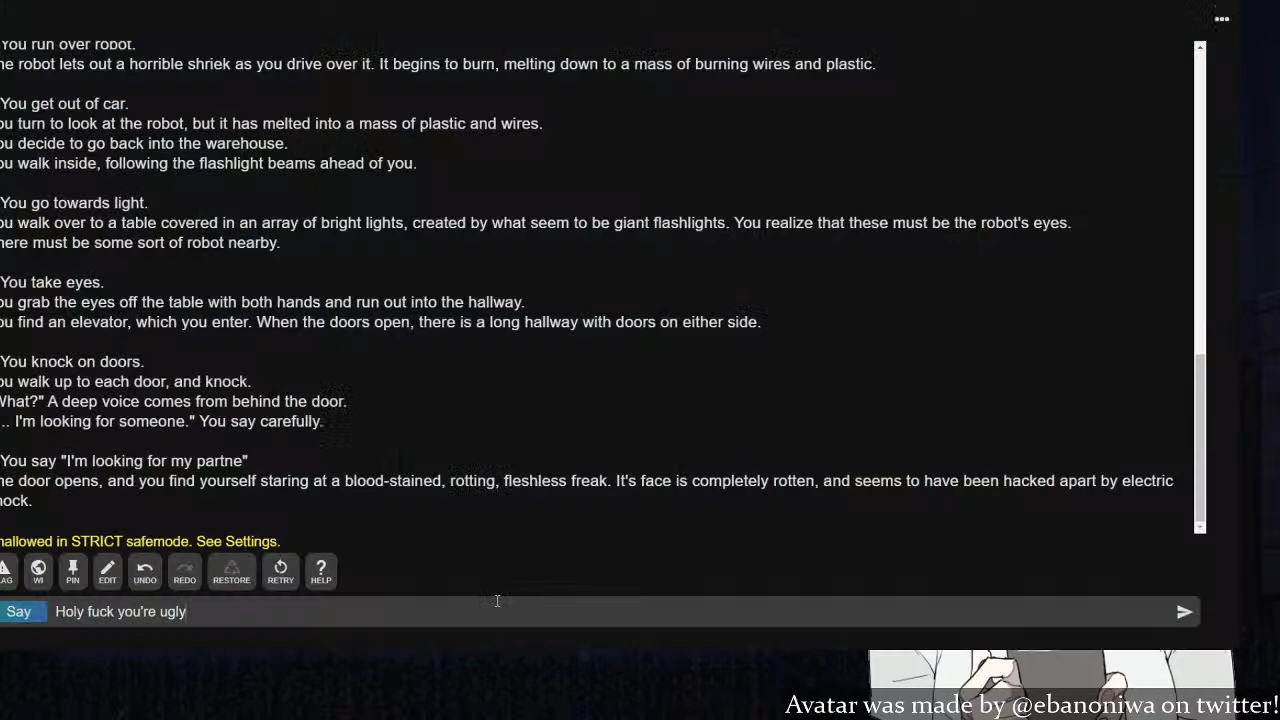 You run over robot.
he robot lets out a horrible shriek as you drive over it. It begins to burn, melting down to a mass of burning wires and plastic.
You get out of car.
ou turn to look at the robot, but it has melted into a mass of plastic and wires.
ou decide to go back into the warehouse.
ou walk inside, following the flashlight beams ahead of you.
You go towards light.
ou walk over to a table covered in an array of bright lights, created by what seem to be giant flashlights. You realize that these must be the robot's eyes.
here must be some sort of robot nearby.
You take eyes.
ou grab the eyes off the table with both hands and run out into the hallway.
ou find an elevator, which you enter. When the doors open, there is a long hallway with doors on either side.
You knock on doors.
ou walk up to each door, and knock.
What?" A deep voice comes from behind the door.
.. I'm looking for someone." You say carefully.
You say "I'm looking for my partne"
he door opens, and you find yourself staring at a blood-stained, rotting, fleshless freak. It's face is completely rotten, and seems to have been hacked apart by electric
hock.
nallowed in STRICT safemode. See Settings.
LAG WI PIN EDIT UNDO REDO RESTORE RETRY HELP
Say Holy fuck you're ugly
Avatar was made by @ebanoniwa on twitter!